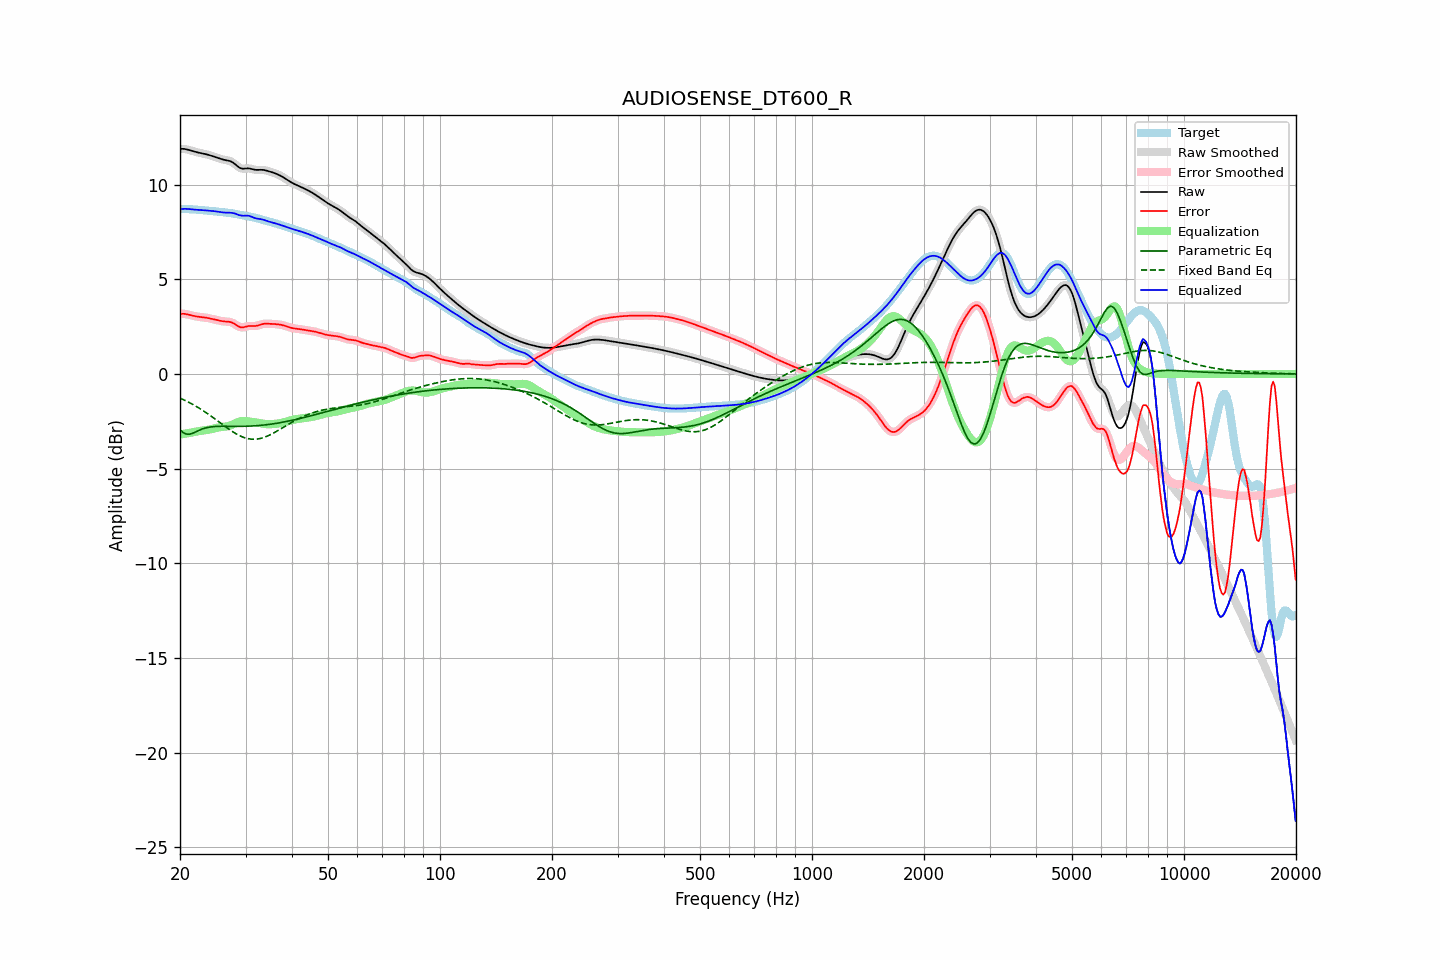 AUDIOSENSE_DT600_R
Target
Raw Smoothed
Error Smoothed
Raw
Error
Equalization
Parametric Eq
Fixed Band Eq
Equalized
10
5
0
−5
−10
−15
−20
−25
Amplitude (dBr)
20 50 100 200 500 1000 2000 5000 10000 20000
Frequency (Hz)